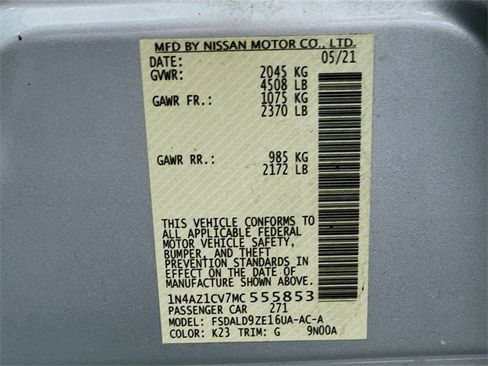 MFD BY NISSAN MOTOR CO., LTD.
DATE: 05/21
GVWR: 2045 KG
4508 LB
GAWR FR.: 1075 KG
2370 LB
GAWR RR.: 985 KG
2172 LB
THIS VEHICLE CONFORMS TO
ALL APPLICABLE FEDERAL
MOTOR VEHICLE SAFETY,
BUMPER, AND THEFT
PREVENTION STANDARDS
IN EFFECT ON THE DATE OF
MANUFACTURE SHOWN ABOVE.
1N4AZ1CV7MC 555853
PASSENGER CAR 271
MODEL: FSDALD9ZE16UA-AC-A
COLOR: K23 TRIM: G 9N00A